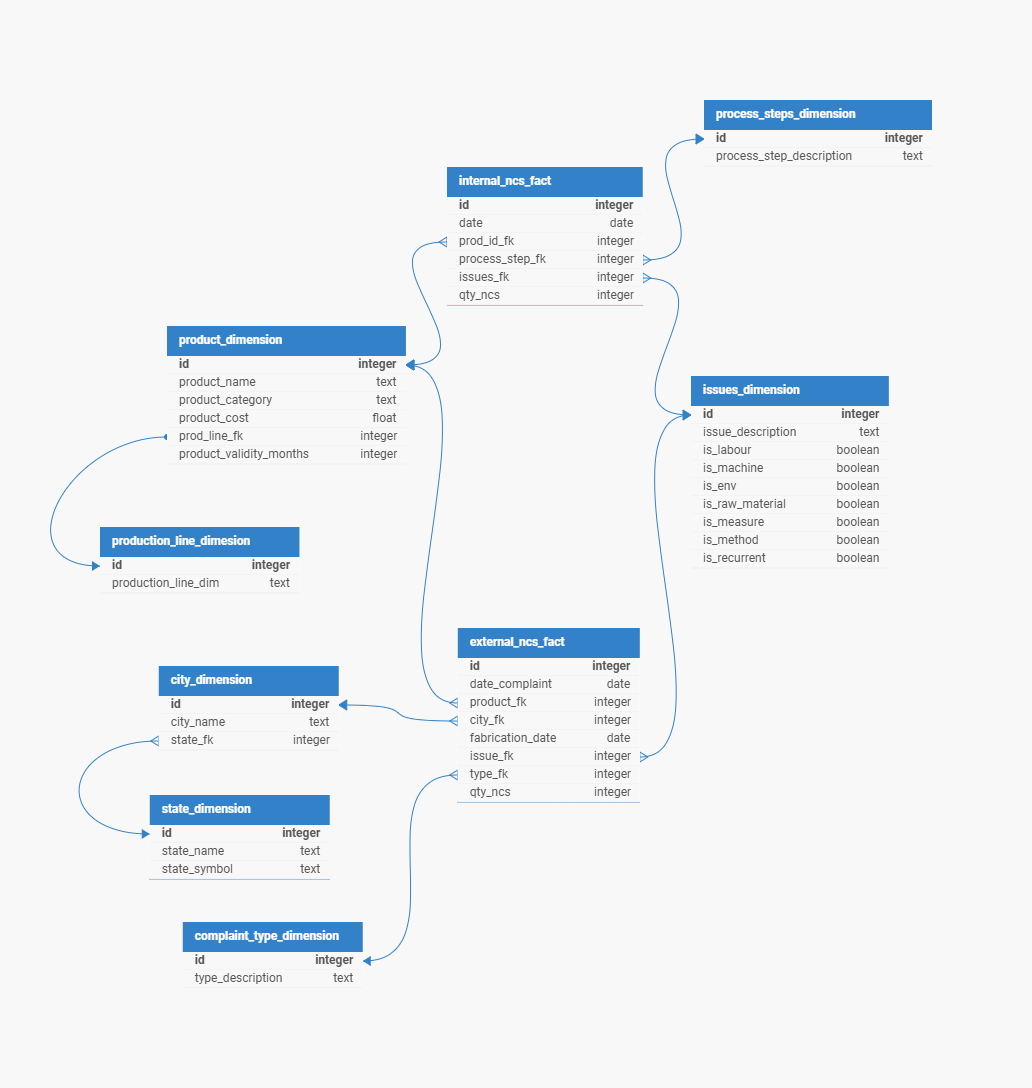 process_steps_dimension
id integer
process_step_description text
internal_ncs_fact
id integer
date date
prod_id_fk integer
process_step_fk integer
issues_fk integer
qty_ncs integer
product_dimension
id integer
product_name text
product_category text
product_cost float
prod_line_fk integer
product_validity_months integer
issues_dimension
id integer
issue_description text
is_labour boolean
is_machine boolean
is_env boolean
is_raw_material boolean
is_measure boolean
is_method boolean
is_recurrent boolean
production_line_dimesion
id integer
production_line_dim text
external_ncs_fact
id integer
date_complaint date
product_fk integer
city_fk integer
fabrication_date date
issue_fk integer
type_fk integer
qty_ncs integer
city_dimension
id integer
city_name text
state_fk integer
state_dimension
id integer
state_name text
state_symbol text
complaint_type_dimension
id integer
type_description text